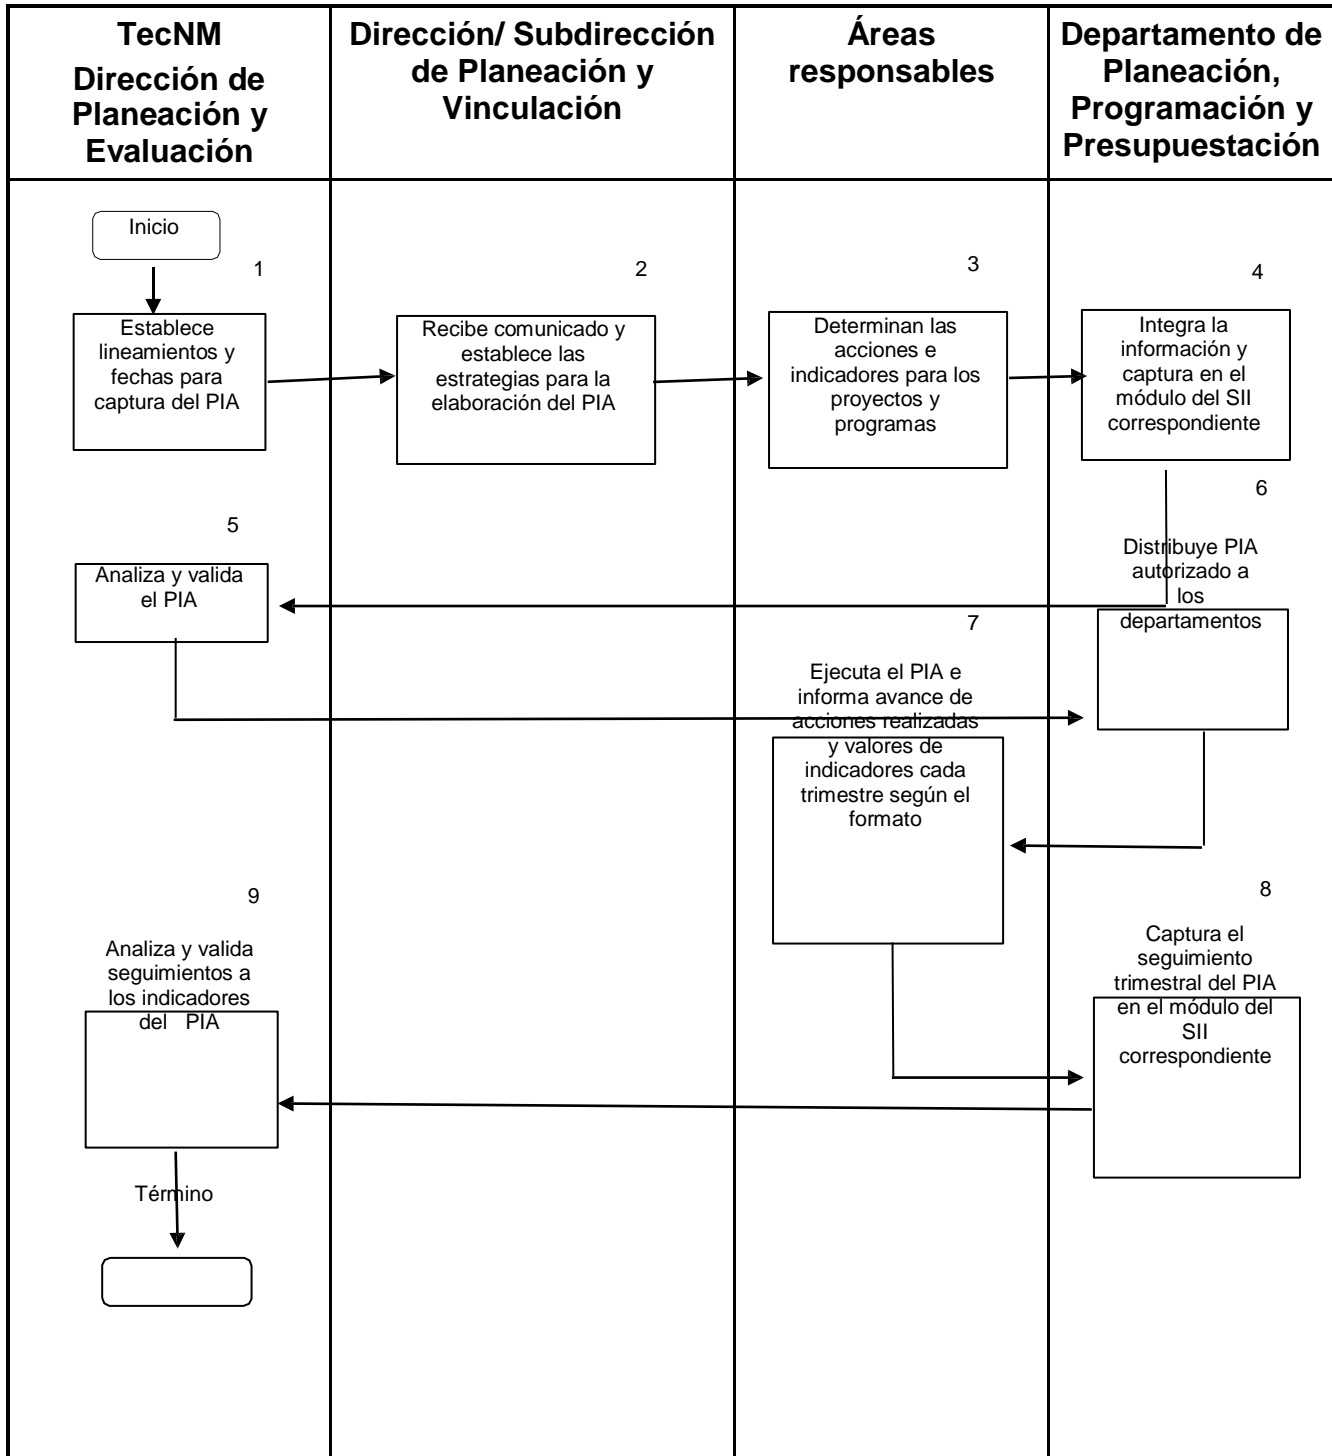 TecNM
Dirección de
Planeación y
Evaluación
Dirección/ Subdirección
de Planeación y
Vinculación
Áreas
responsables
Departamento de
Planeación,
Programación y
Presupuestación
Inicio
1
Establece
lineamientos y
fechas para
captura del PIA
2
Recibe comunicado y
establece las
estrategias para la
elaboración del PIA
3
Determinan las
acciones e
indicadores para los
proyectos y
programas
4
Integra la
información y
captura en el
módulo del SII
correspondiente
5
Analiza y valida
el PIA
6
Distribuye PIA
autorizado a
los
departamentos
7
Ejecuta el PIA e
informa avance de
acciones realizadas
y valores de
indicadores cada
trimestre según el
formato
8
Captura el
seguimiento
trimestral del PIA
en el módulo del
SII
correspondiente
9
Analiza y valida
seguimientos a
los indicadores
del PIA
Término